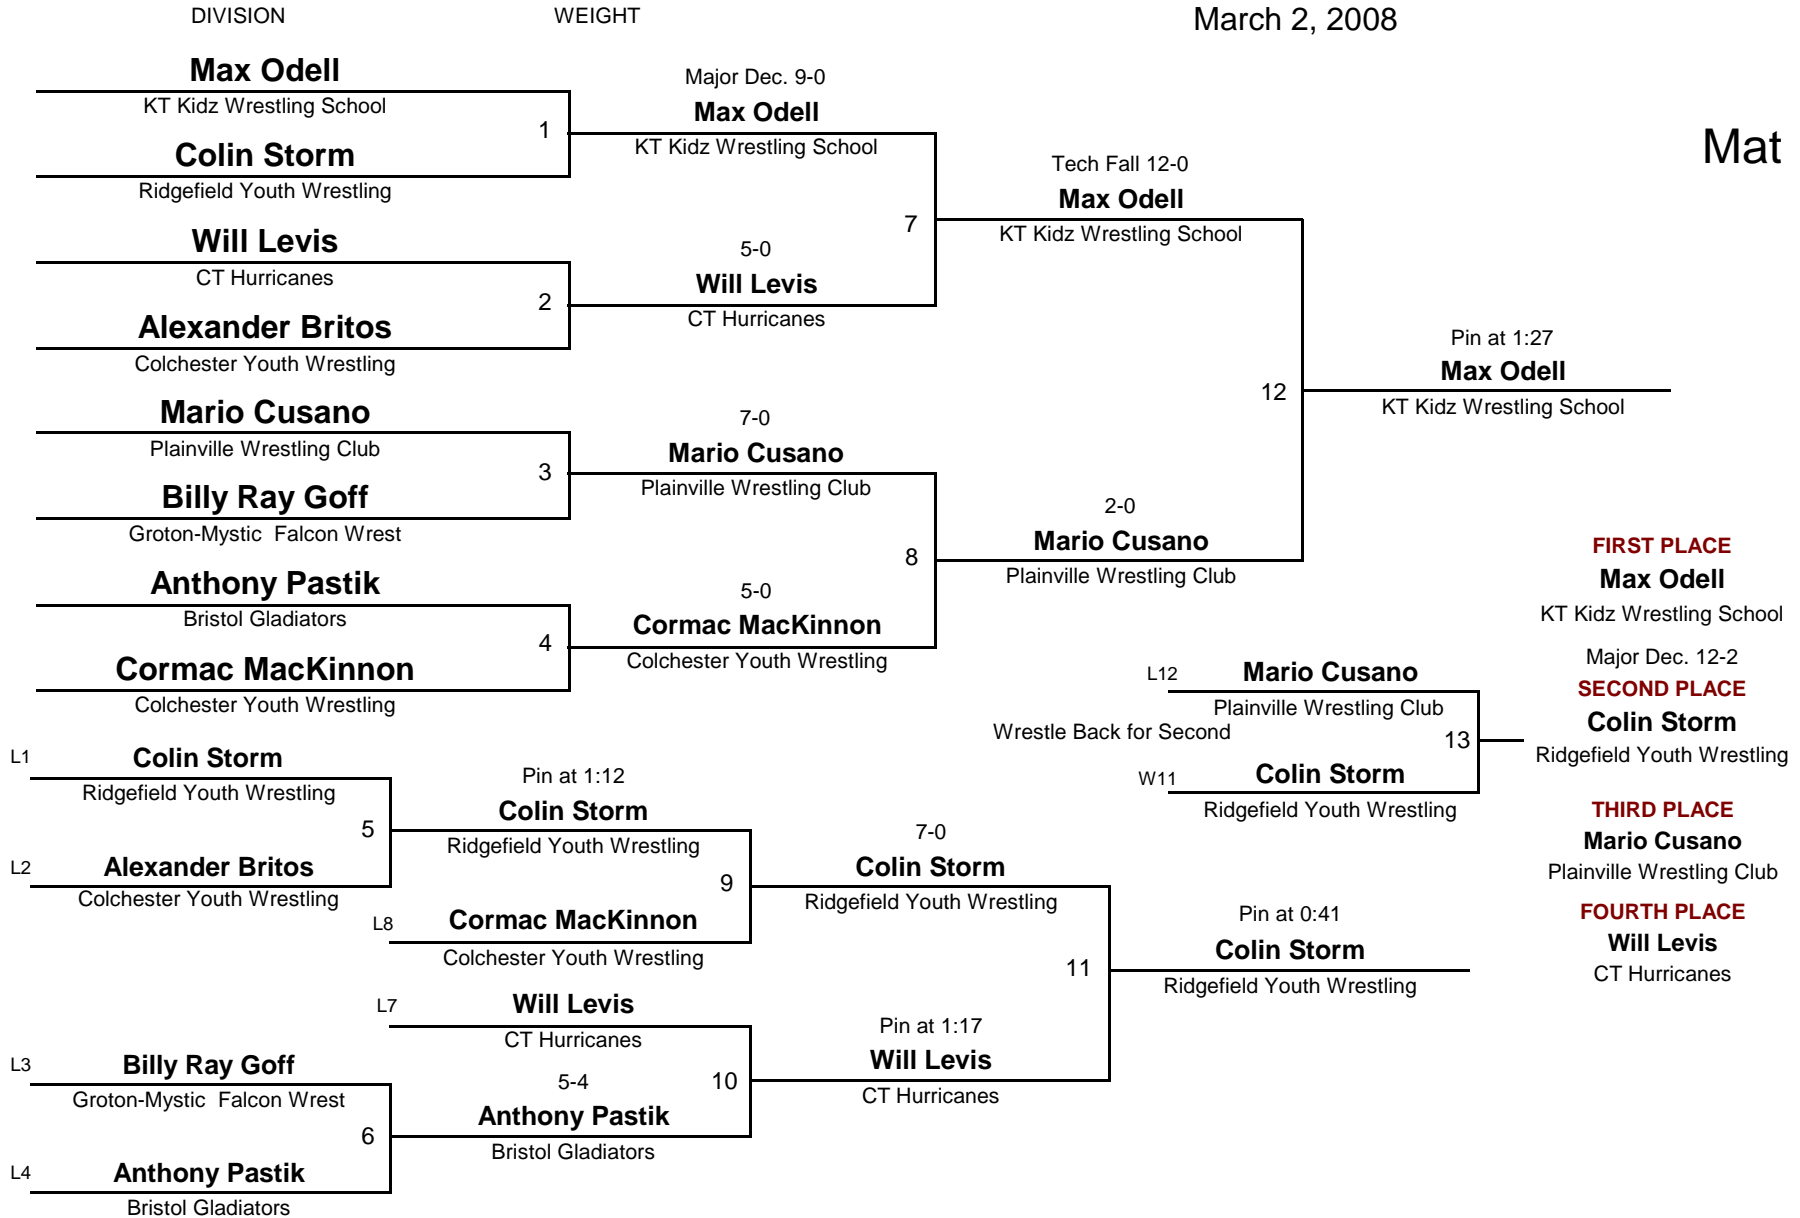 DIVISION WEIGHT March 2, 2008
Mat
Max Odell
KT Kidz Wrestling School
1
Colin Storm
Ridgefield Youth Wrestling
Will Levis
CT Hurricanes
2
Alexander Britos
Colchester Youth Wrestling
Mario Cusano
Plainville Wrestling Club
3
Billy Ray Goff
Groton-Mystic  Falcon Wrest
Anthony Pastik
Bristol Gladiators
4
Cormac MacKinnon
Colchester Youth Wrestling
Major Dec. 9-0
Max Odell
KT Kidz Wrestling School
7
5-0
Will Levis
CT Hurricanes
7-0
Mario Cusano
Plainville Wrestling Club
8
5-0
Cormac MacKinnon
Colchester Youth Wrestling
Tech Fall 12-0
Max Odell
KT Kidz Wrestling School
12
2-0
Mario Cusano
Plainville Wrestling Club
Pin at 1:27
Max Odell
KT Kidz Wrestling School
L1 Colin Storm
Ridgefield Youth Wrestling
5
L2 Alexander Britos
Colchester Youth Wrestling
L3 Billy Ray Goff
Groton-Mystic  Falcon Wrest
6
L4 Anthony Pastik
Bristol Gladiators
Pin at 1:12
Colin Storm
Ridgefield Youth Wrestling
9
L8 Cormac MacKinnon
Colchester Youth Wrestling
L7 Will Levis
CT Hurricanes
10
5-4
Anthony Pastik
Bristol Gladiators
7-0
Colin Storm
Ridgefield Youth Wrestling
11
Pin at 1:17
Will Levis
CT Hurricanes
Pin at 0:41
Colin Storm
Ridgefield Youth Wrestling
L12 Mario Cusano
Plainville Wrestling Club
Wrestle Back for Second
13
W11 Colin Storm
Ridgefield Youth Wrestling
FIRST PLACE
Max Odell
KT Kidz Wrestling School
Major Dec. 12-2
SECOND PLACE
Colin Storm
Ridgefield Youth Wrestling
THIRD PLACE
Mario Cusano
Plainville Wrestling Club
FOURTH PLACE
Will Levis
CT Hurricanes